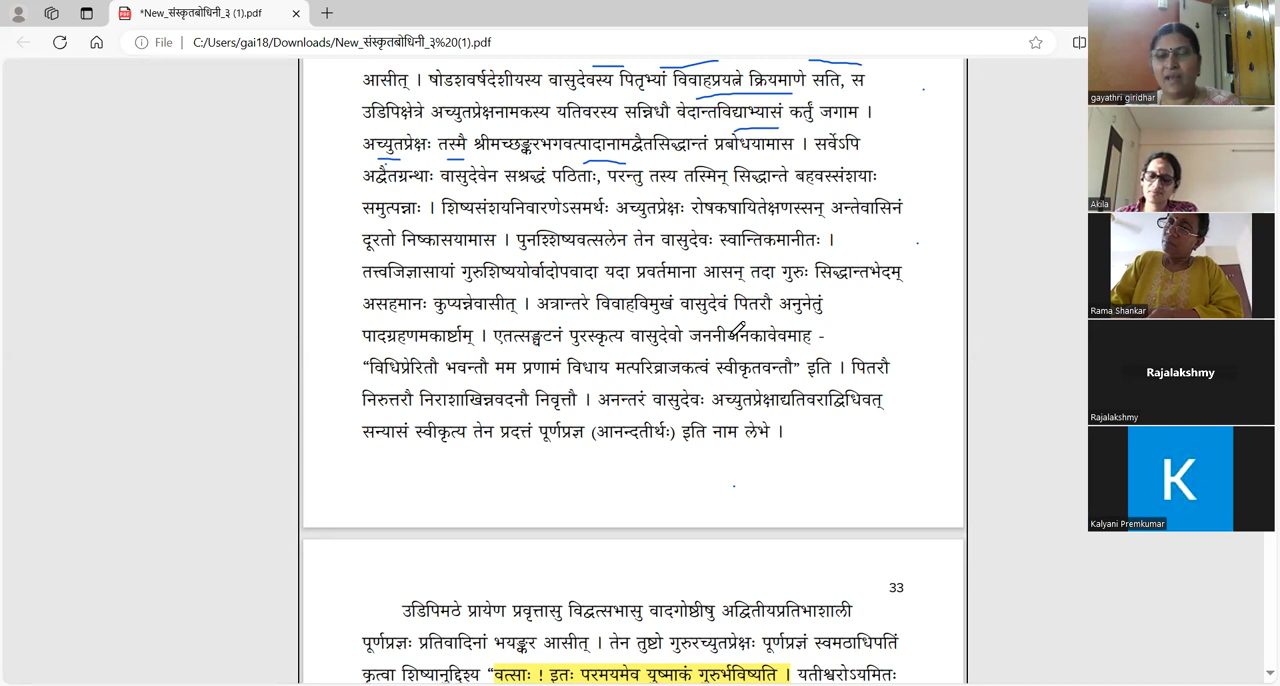 *New_संस्कृतबोधिनी_३ (1).pdf
File
C:/Users/gai18/Downloads/New_संस्कृतबोधिनी_३%20(1).pdf
आसीत् । षोडशवर्षदेशीयस्य वासुदेवस्य पितृभ्यां विवाहप्रयत्ने क्रियमाणे सति, स
उडिपिक्षेत्रे अच्युतप्रेक्षनामकस्य यतिवरस्य सन्निधौ वेदान्तविद्याभ्यासं कर्तुं जगाम ।
अच्युतप्रेक्षः तस्मै श्रीमच्छङ्करभगवत्पादानामद्वैतसिद्धान्तं प्रबोधयामास । सर्वेऽपि
अद्वैतग्रन्थाः वासुदेवेन सश्रद्धं पठिताः, परन्तु तस्य तस्मिन् सिद्धान्ते बहवस्संशयाः
समुत्पन्नाः । शिष्यसंशयनिवारणेऽसमर्थः अच्युतप्रेक्षः रोषकषायितेक्षणस्सन् अन्तेवासिनं
दूरतो निष्कासयामास । पुनश्शिष्यवत्सलेन तेन वासुदेवः स्वान्तिकमानीतः ।
तत्त्वजिज्ञासायां गुरुशिष्ययोर्वादोपवादा यदा प्रवर्तमाना आसन् तदा गुरुः सिद्धान्तभेदम्
असहमानः कुप्यन्नेवासीत् । अत्रान्तरे विवाहविमुखं वासुदेवं पितरौ अनुनेतुं
पादग्रहणमकार्ष्टाम् । एतत्सङ्घटनं पुरस्कृत्य वासुदेवो जननीजनकावेवमाह -
“विधिप्रेरितौ भवन्तौ मम प्रणामं विधाय मत्परिव्राजकत्वं स्वीकृतवन्तौ” इति । पितरौ
निरुत्तरौ निराशाखिन्नवदनौ निवृत्तौ । अनन्तरं वासुदेवः अच्युतप्रेक्षाद्यतिवराद्विधिवत्
सन्यासं स्वीकृत्य तेन प्रदत्तं पूर्णप्रज्ञ (आनन्दतीर्थः) इति नाम लेभे ।
33
उडिपिमठे प्रायेण प्रवृत्तासु विद्वत्सभासु वादगोष्ठीषु अद्वितीयप्रतिभाशाली
पूर्णप्रज्ञः प्रतिवादिनां भयङ्कर आसीत् । तेन तुष्टो गुरुरच्युतप्रेक्षः पूर्णप्रज्ञं स्वमठाधिपतिं
कृत्वा शिष्यानुद्दिश्य “वत्साः ! इतः परमयमेव युष्माकं गुरुर्भविष्यति । यतीश्वरोऽयमितः
gayathri giridhar
Akila
Rama Shankar
Rajalakshmy
Rajalakshmy
K
Kalyani Premkumar